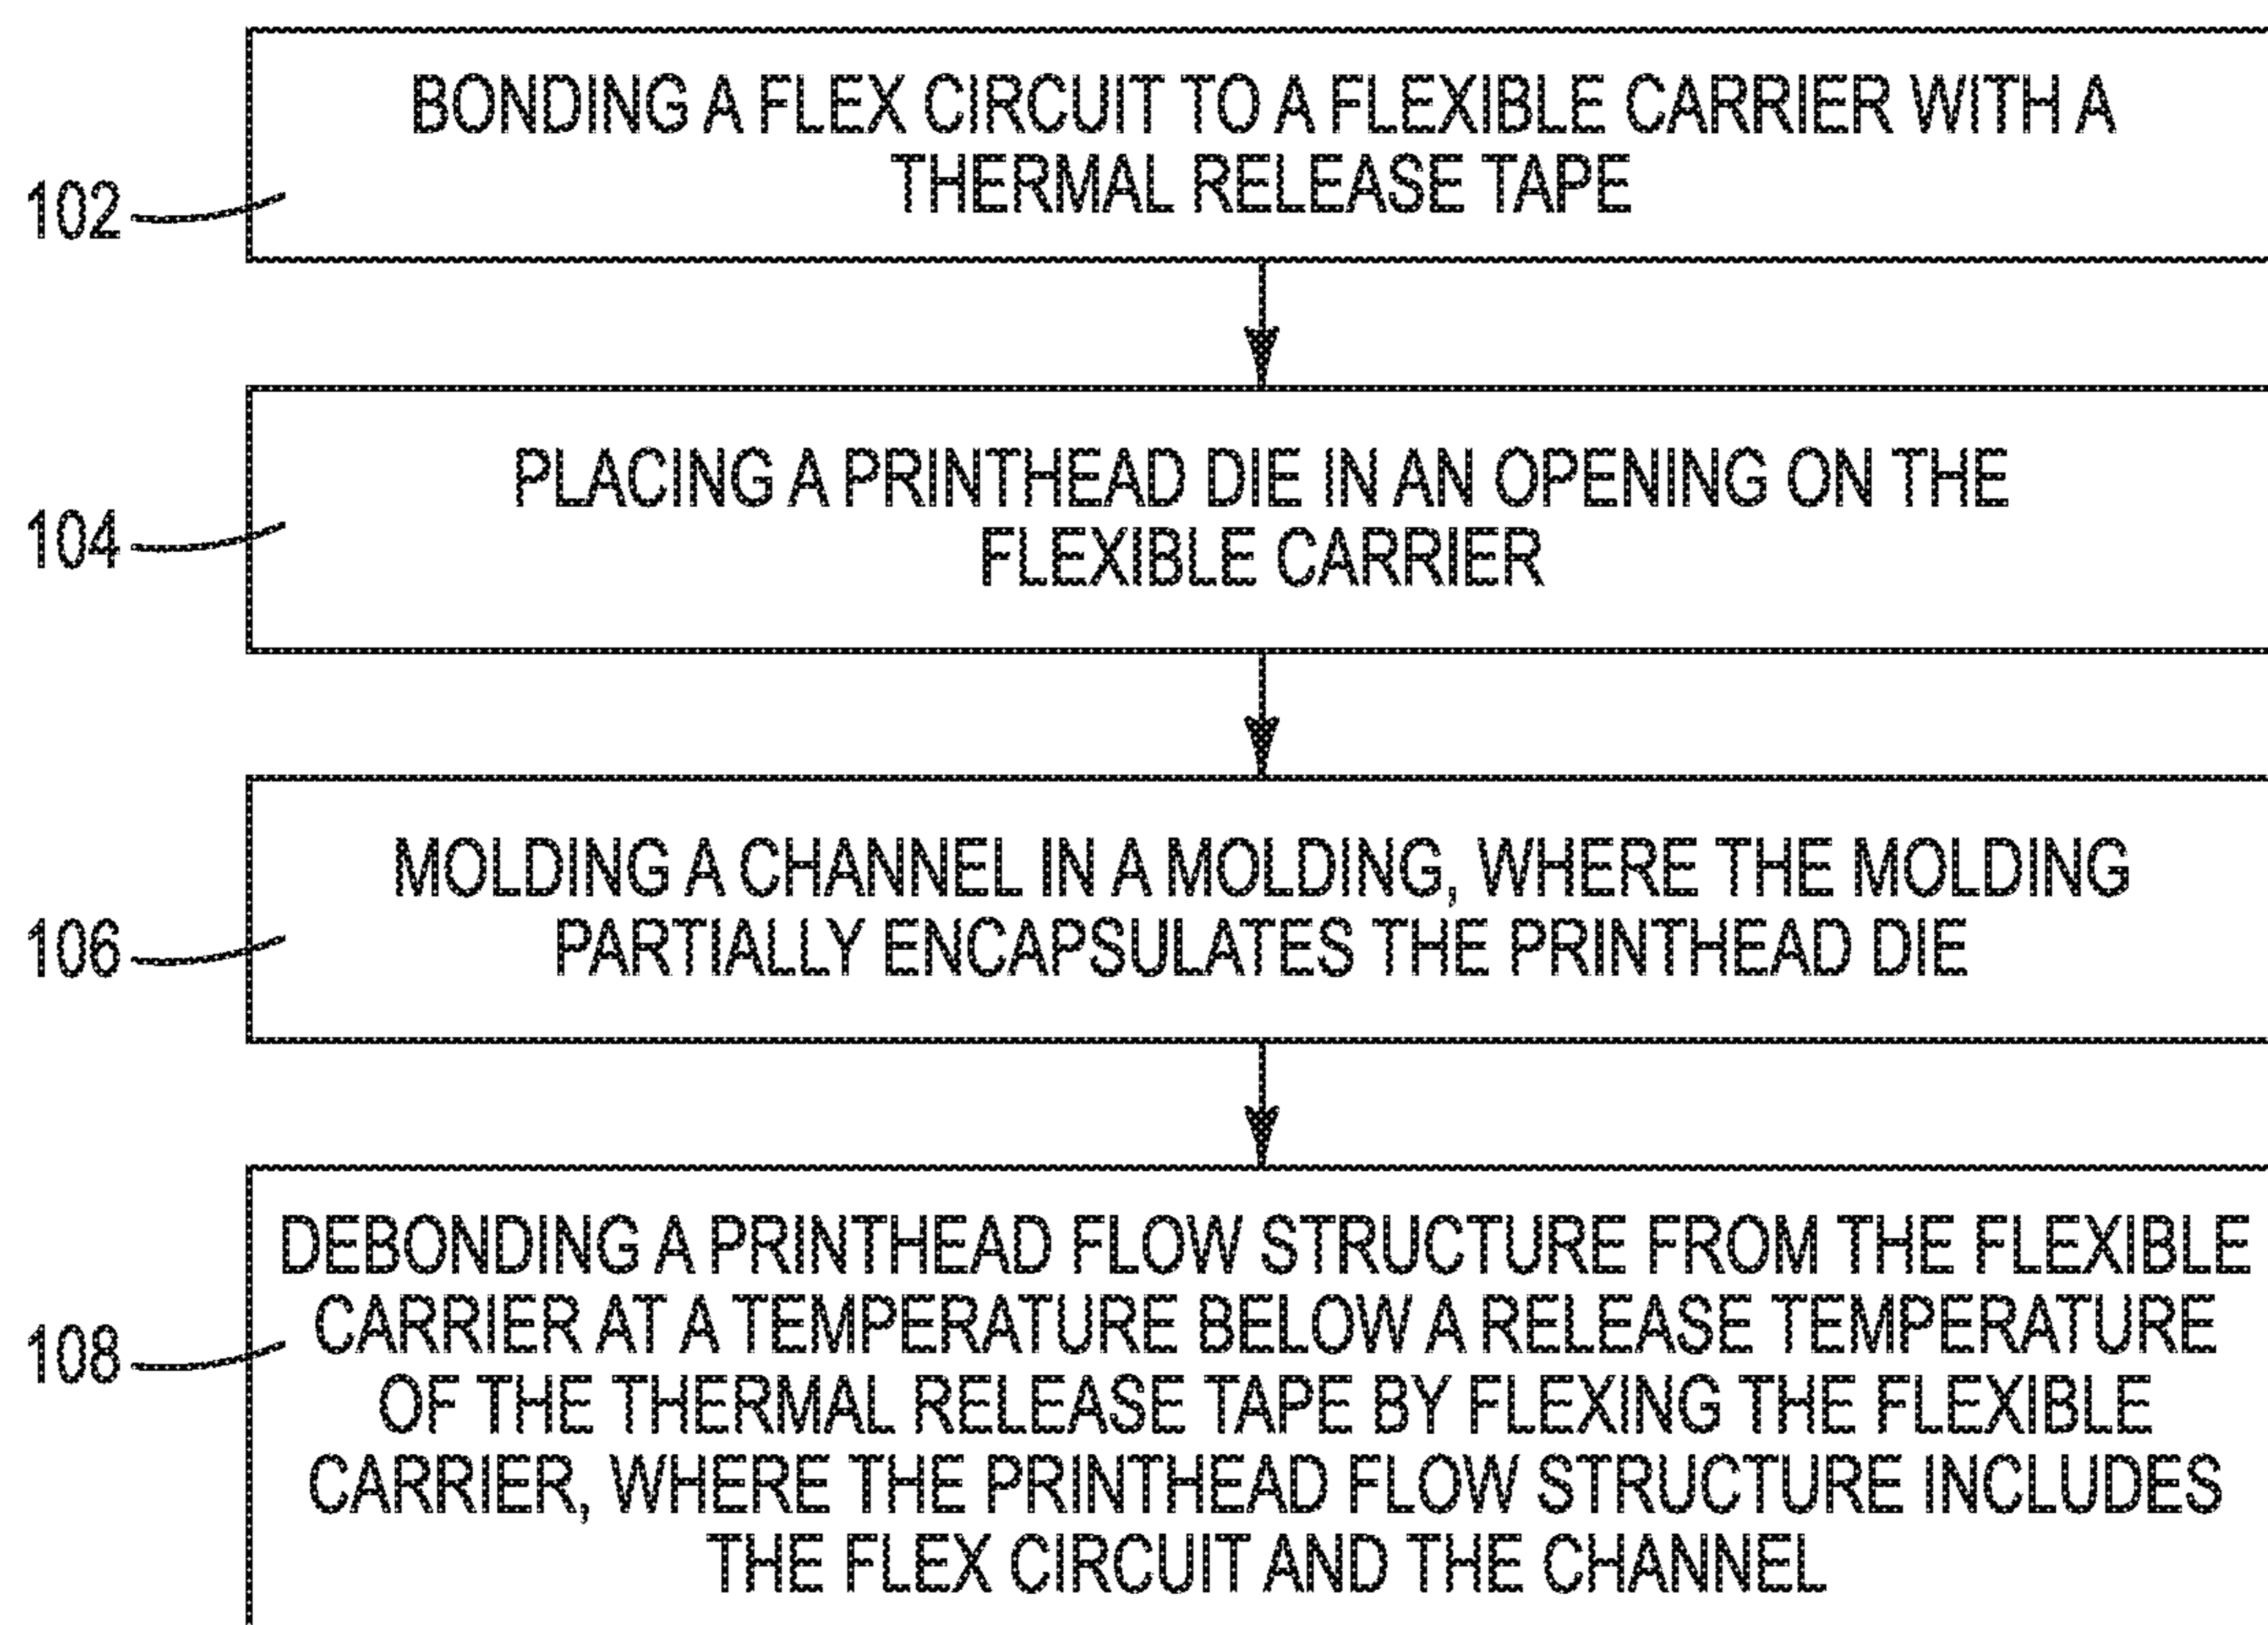 BONDING A FLEX CIRCUIT TO A FLEXIBLE CARRIER WITH A
THERMAL RELEASE TAPE
102
PLACING A PRINTHEAD DIE IN AN OPENING ON THE
FLEXIBLE CARRIER
104
MOLDING A CHANNEL IN A MOLDING, WHERE THE MOLDING
PARTIALLY ENCAPSULATES THE PRINTHEAD DIE
106
DEBONDING A PRINTHEAD FLOW STRUCTURE FROM THE FLEXIBLE
CARRIER AT A TEMPERATURE BELOW A RELEASE TEMPERATURE
OF THE THERMAL RELEASE TAPE BY FLEXING THE FLEXIBLE
CARRIER, WHERE THE PRINTHEAD FLOW STRUCTURE INCLUDES
THE FLEX CIRCUIT AND THE CHANNEL
108